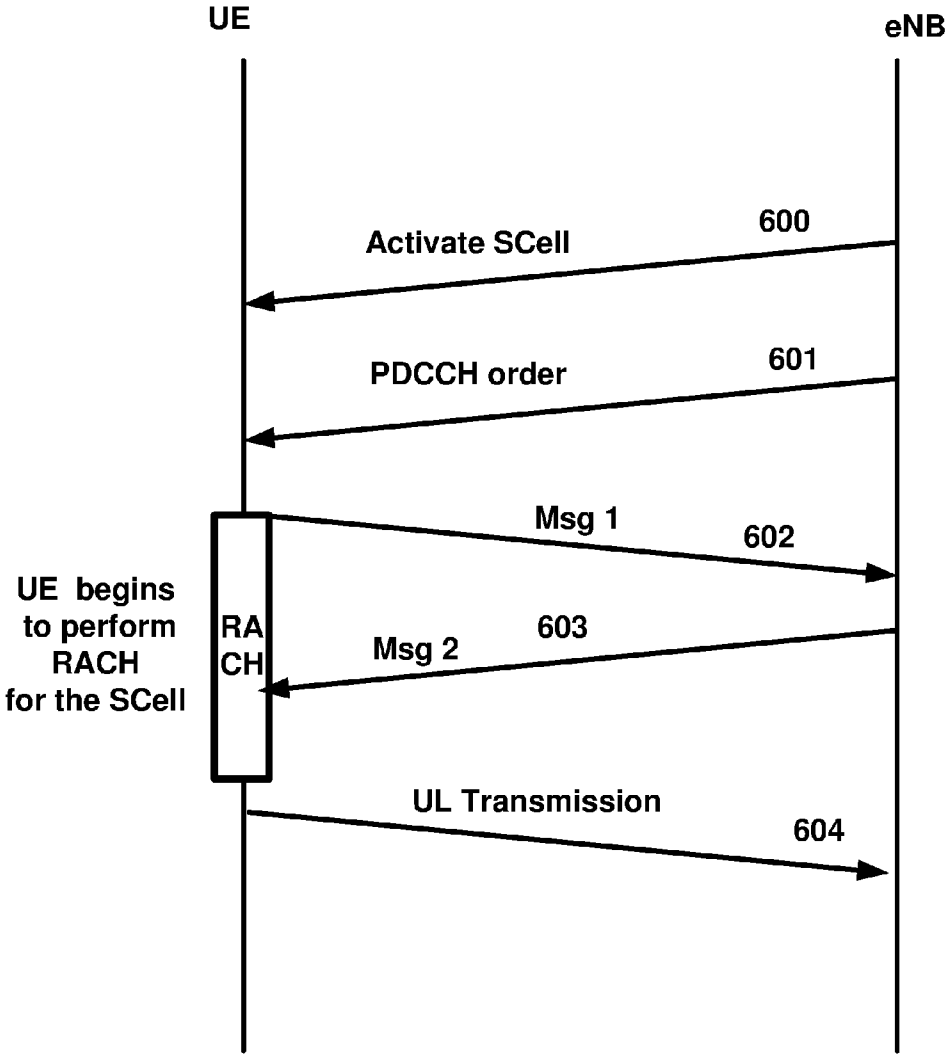 UE
eNB
600
Activate SCell
601
PDCCH order
Msg 1
602
UE begins
to perform
RACH
for the SCell
RA
CH
603
Msg 2
UL Transmission
604